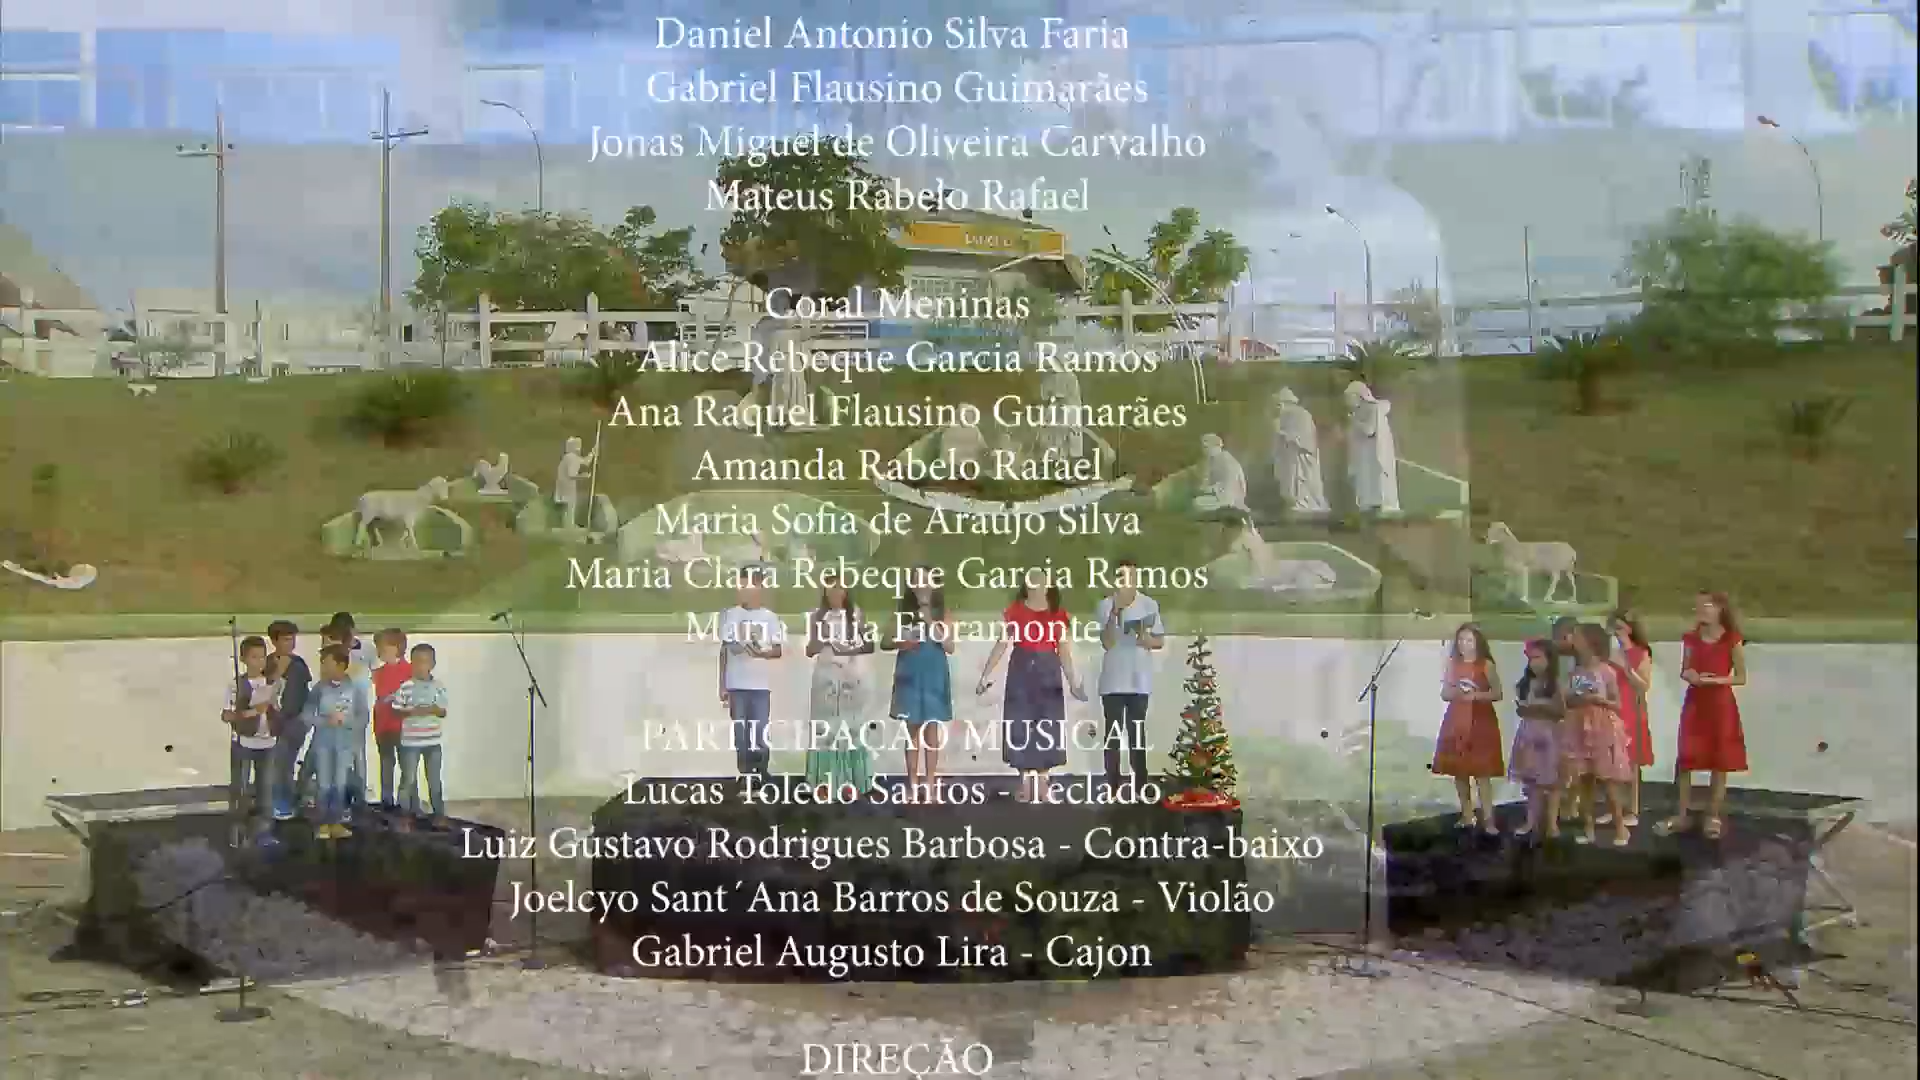 Daniel Antonio Silva Faria
Gabriel Flausino Guimarães
Jonas Miguel de Oliveira Carvalho
Mateus Rabelo Rafael
Coral Meninas
Alice Rebeque Garcia Ramos
Ana Raquel Flausino Guimarães
Amanda Rabelo Rafael
Maria Sofia de Araújo Silva
Maria Clara Rebeque Garcia Ramos
Maria Júlia Fioramonte
PARTICIPAÇÃO MUSICAL
Lucas Toledo Santos - Teclado
Luiz Gustavo Rodrigues Barbosa - Contra-baixo
Joelcyo Sant´Ana Barros de Souza - Violão
Gabriel Augusto Lira - Cajon
DIREÇÃO